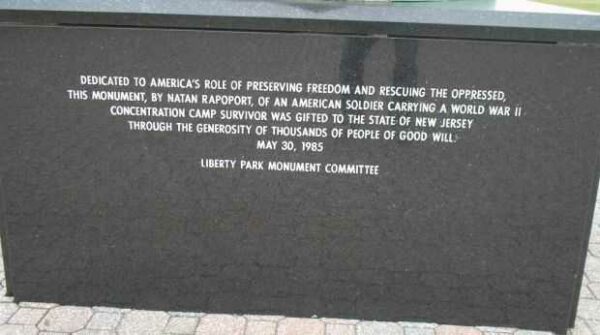 DEDICATED TO AMERICA'S ROLE OF PRESERVING FREEDOM AND RESCUING THE OPPRESSED,
THIS MONUMENT, BY NATAN RAPOPORT, OF AN AMERICAN SOLDIER CARRYING A WORLD WAR II
CONCENTRATION CAMP SURVIVOR WAS GIFTED TO THE STATE OF NEW JERSEY
THROUGH THE GENEROSITY OF THOUSANDS OF PEOPLE OF GOOD WILL.
MAY 30, 1985
LIBERTY PARK MONUMENT COMMITTEE